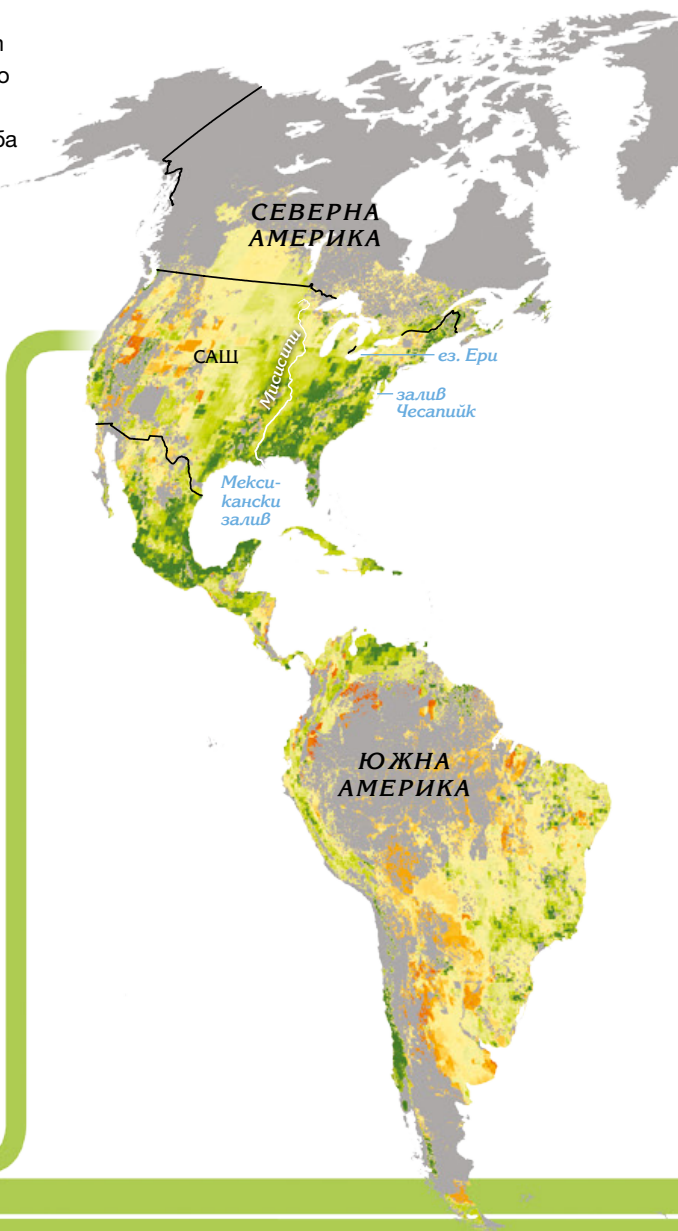 СЕВЕРНА
АМЕРИКА
САЩ
Мисисипи
ез. Ери
залив
Чесапийк
Мекси-
кански
залив
ЮЖНА
АМЕРИКА